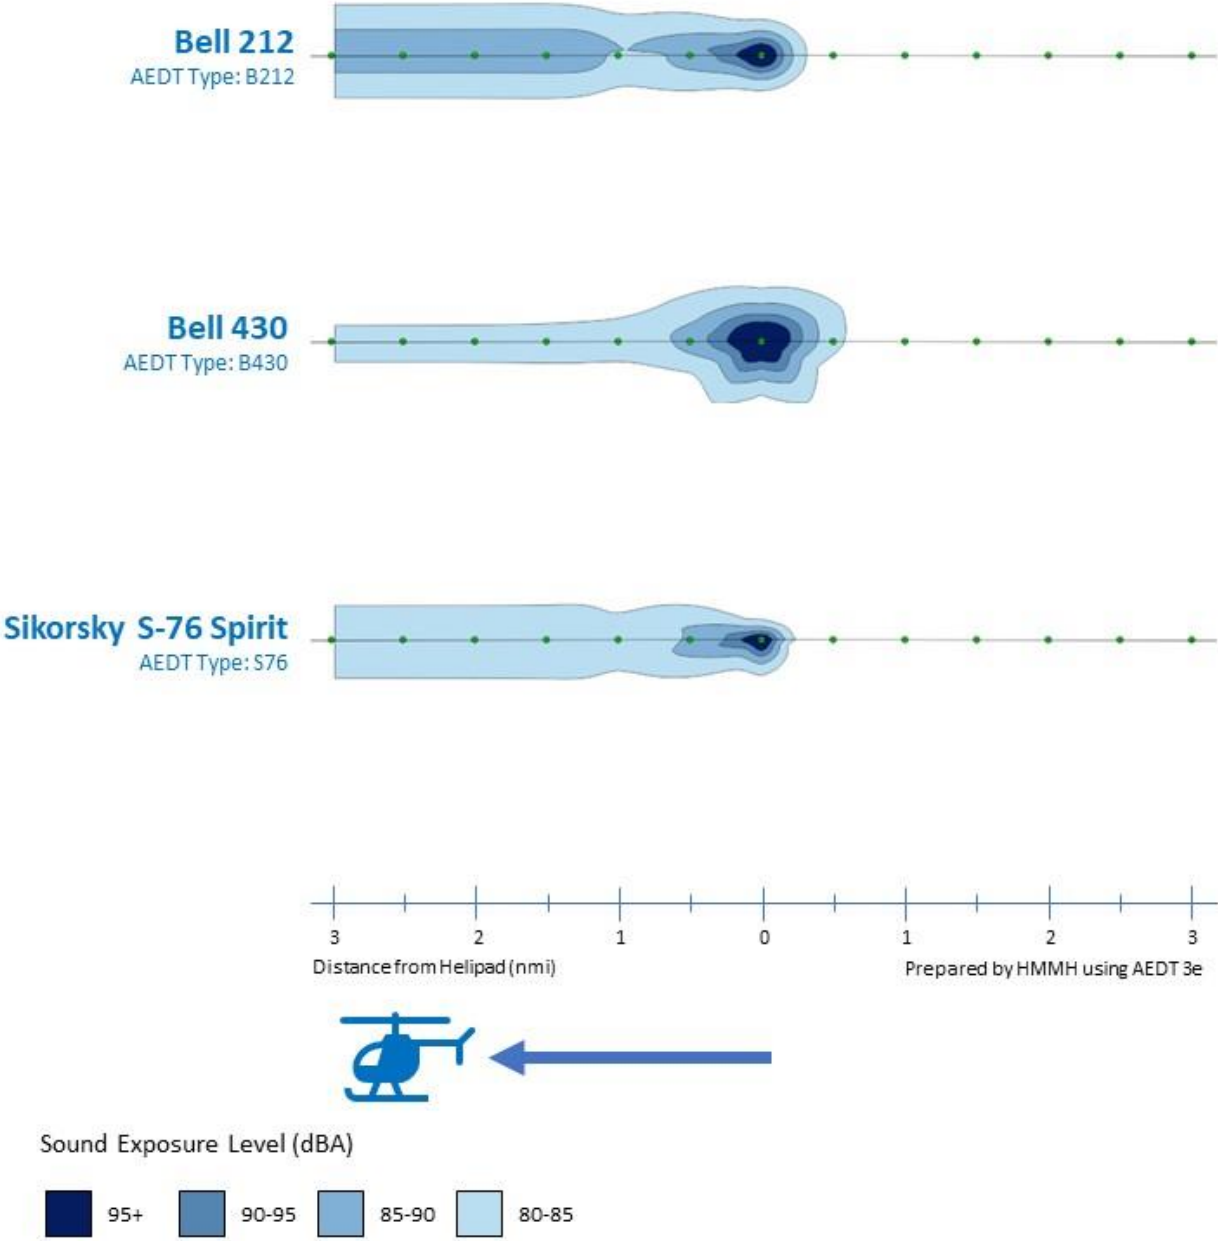 Bell 212
AEDT Type: B212
Bell 430
AEDT Type: B430
Sikorsky S-76 Spirit
AEDT Type: S76
3 2 1 0 1 2 3
Distance from Helipad (nmi) Prepared by HMMH using AEDT 3e
Sound Exposure Level (dBA)
95+ 90-95 85-90 80-85